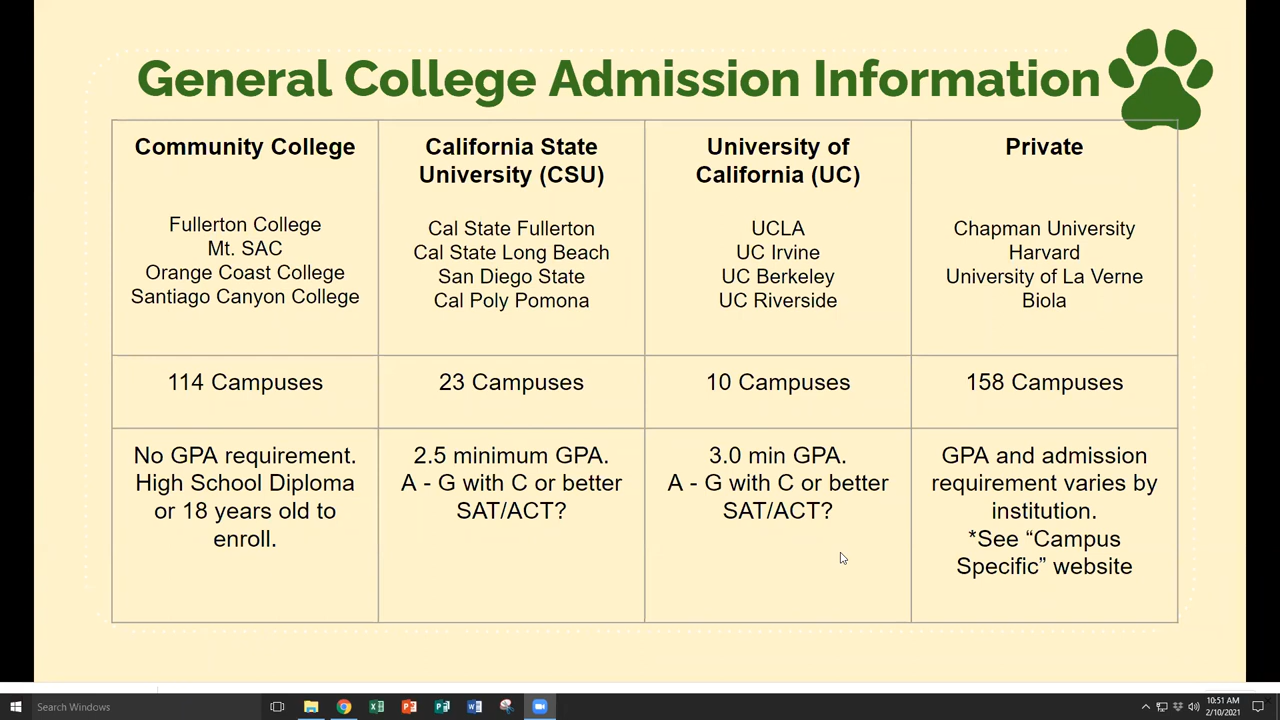 General College Admission Information
Community College
Fullerton College
Mt. SAC
Orange Coast College
Santiago Canyon College
California State
University (CSU)
Cal State Fullerton
Cal State Long Beach
San Diego State
Cal Poly Pomona
University of
California (UC)
UCLA
UC Irvine
UC Berkeley
UC Riverside
Private
Chapman University
Harvard
University of La Verne
Biola
114 Campuses
23 Campuses
10 Campuses
158 Campuses
No GPA requirement.
High School Diploma
or 18 years old to
enroll.
2.5 minimum GPA.
A - G with C or better
SAT/ACT?
3.0 min GPA.
A - G with C or better
SAT/ACT?
GPA and admission
requirement varies by
institution.
*See “Campus
Specific” website
Search Windows
10:51 AM
2/10/2021